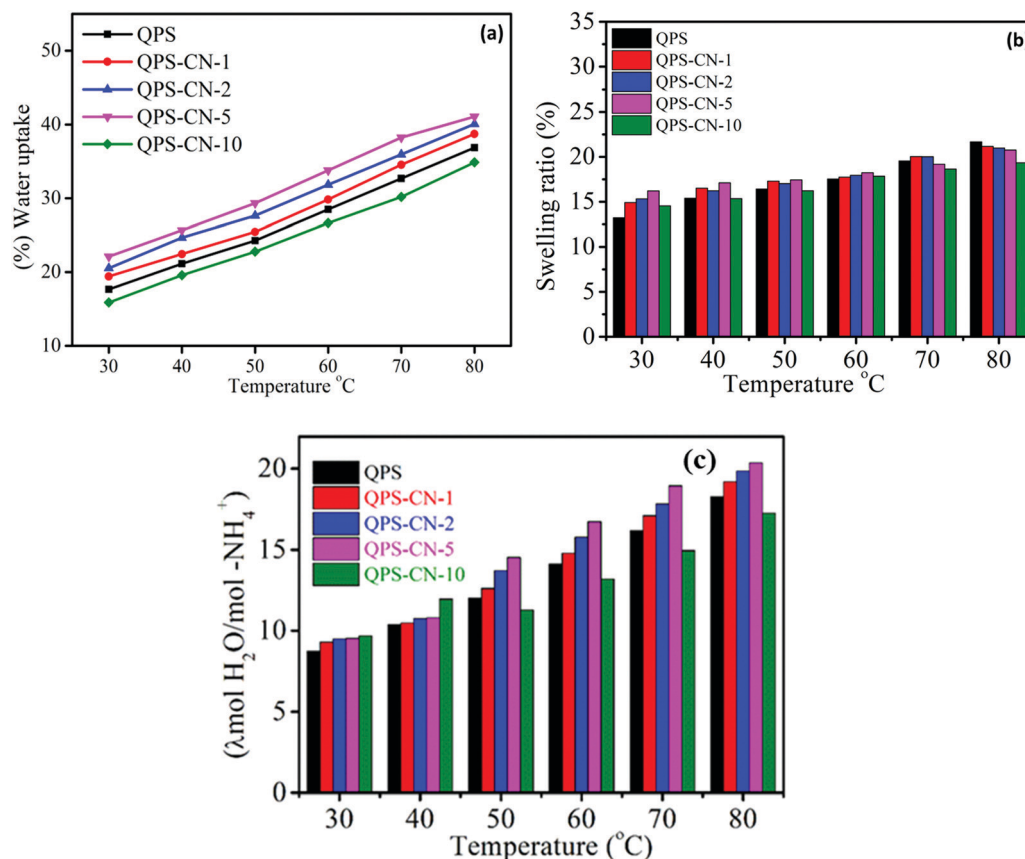 (a)
QPS
QPS-CN-1
QPS-CN-2
QPS-CN-5
QPS-CN-10
(%) Water uptake
50
40
30
20
10
30 40 50 60 70 80
Temperature °C
(b)
QPS
QPS-CN-1
QPS-CN-2
QPS-CN-5
QPS-CN-10
Swelling ratio (%)
35
30
25
20
15
10
5
0
30 40 50 60 70 80
Temperature °C
(c)
QPS
QPS-CN-1
QPS-CN-2
QPS-CN-5
QPS-CN-10
(λmol H₂O/mol -NH₄⁺)
20
15
10
5
0
30 40 50 60 70 80
Temperature (°C)